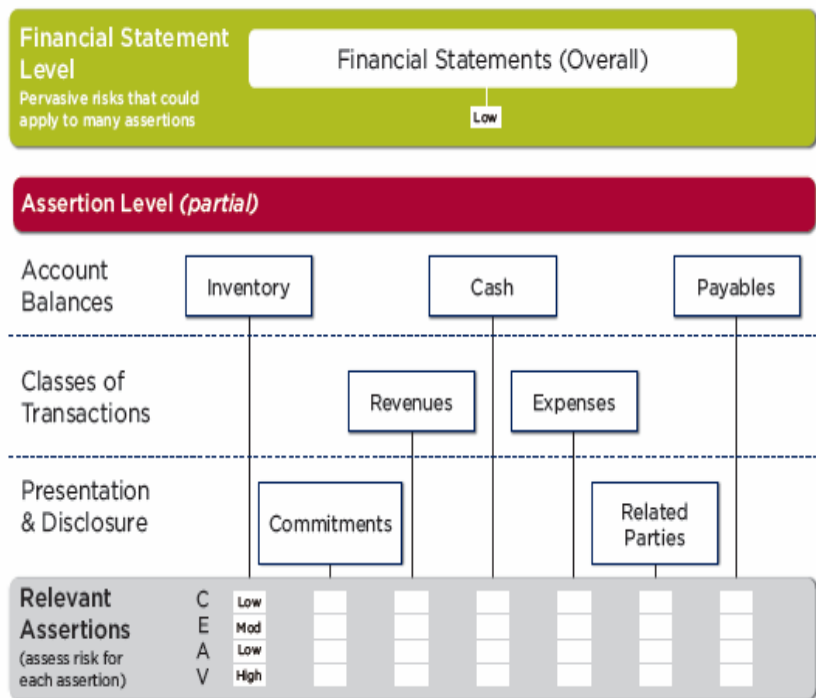 Financial Statement
Level
Pervasive risks that could
apply to many assertions
Financial Statements (Overall)
Low
Assertion Level (partial)
Account
Balances
Inventory
Cash
Payables
Classes of
Transactions
Revenues
Expenses
Presentation
& Disclosure
Commitments
Related
Parties
Relevant
Assertions
(assess risk for
each assertion)
C Low
E Mod
A Low
V High